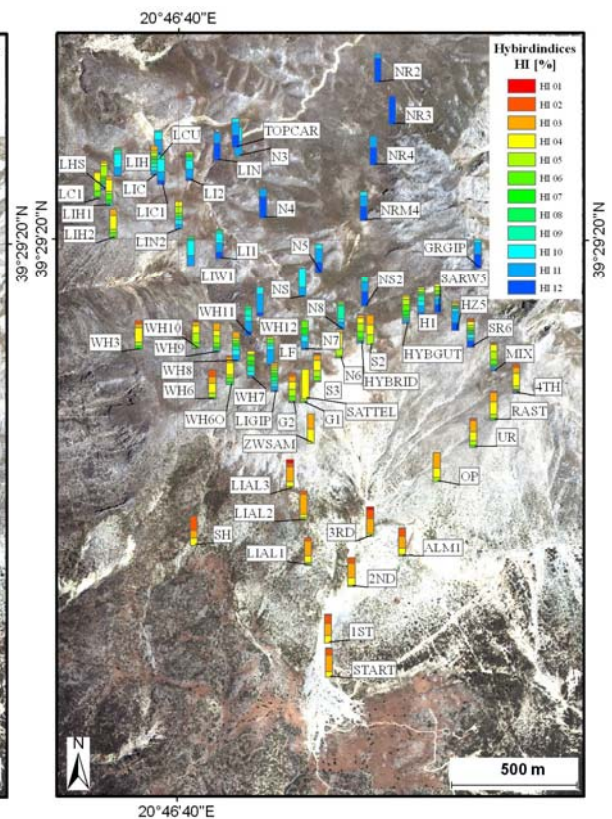 20°46'40"E
Hybirdindices
HI [%]
HI 01
HI 02
HI 03
HI 04
HI 05
HI 06
HI 07
HI 08
HI 09
HI 10
HI 11
HI 12
39°29'20"N
39°29'20"N
NR2
NR3
TOPCAR
LCU
LIH
N3
LIN
NR4
LHS
LIC
LI2
LC1
LIH1
LIC1
N4
NRM4
LIH2
LIN2
LI1
N5
GRGIP
LIW1
NS
NS2
SARW5
WH11
N8
H1
HZ5
WH10
WH12
SR6
WH3
WH9
LF
N7
S2
HYBGUT
MIX
WH8
N6
HYBRID
WH6
WH7
S3
4TH
SATTEL
RAST
WH6O
LIGIP
G2
G1
ZWSAM
UR
LIAL3
OP
LIAL2
SH
3RD
ALM1
LIAL1
2ND
1ST
START
N
500 m
20°46'40"E